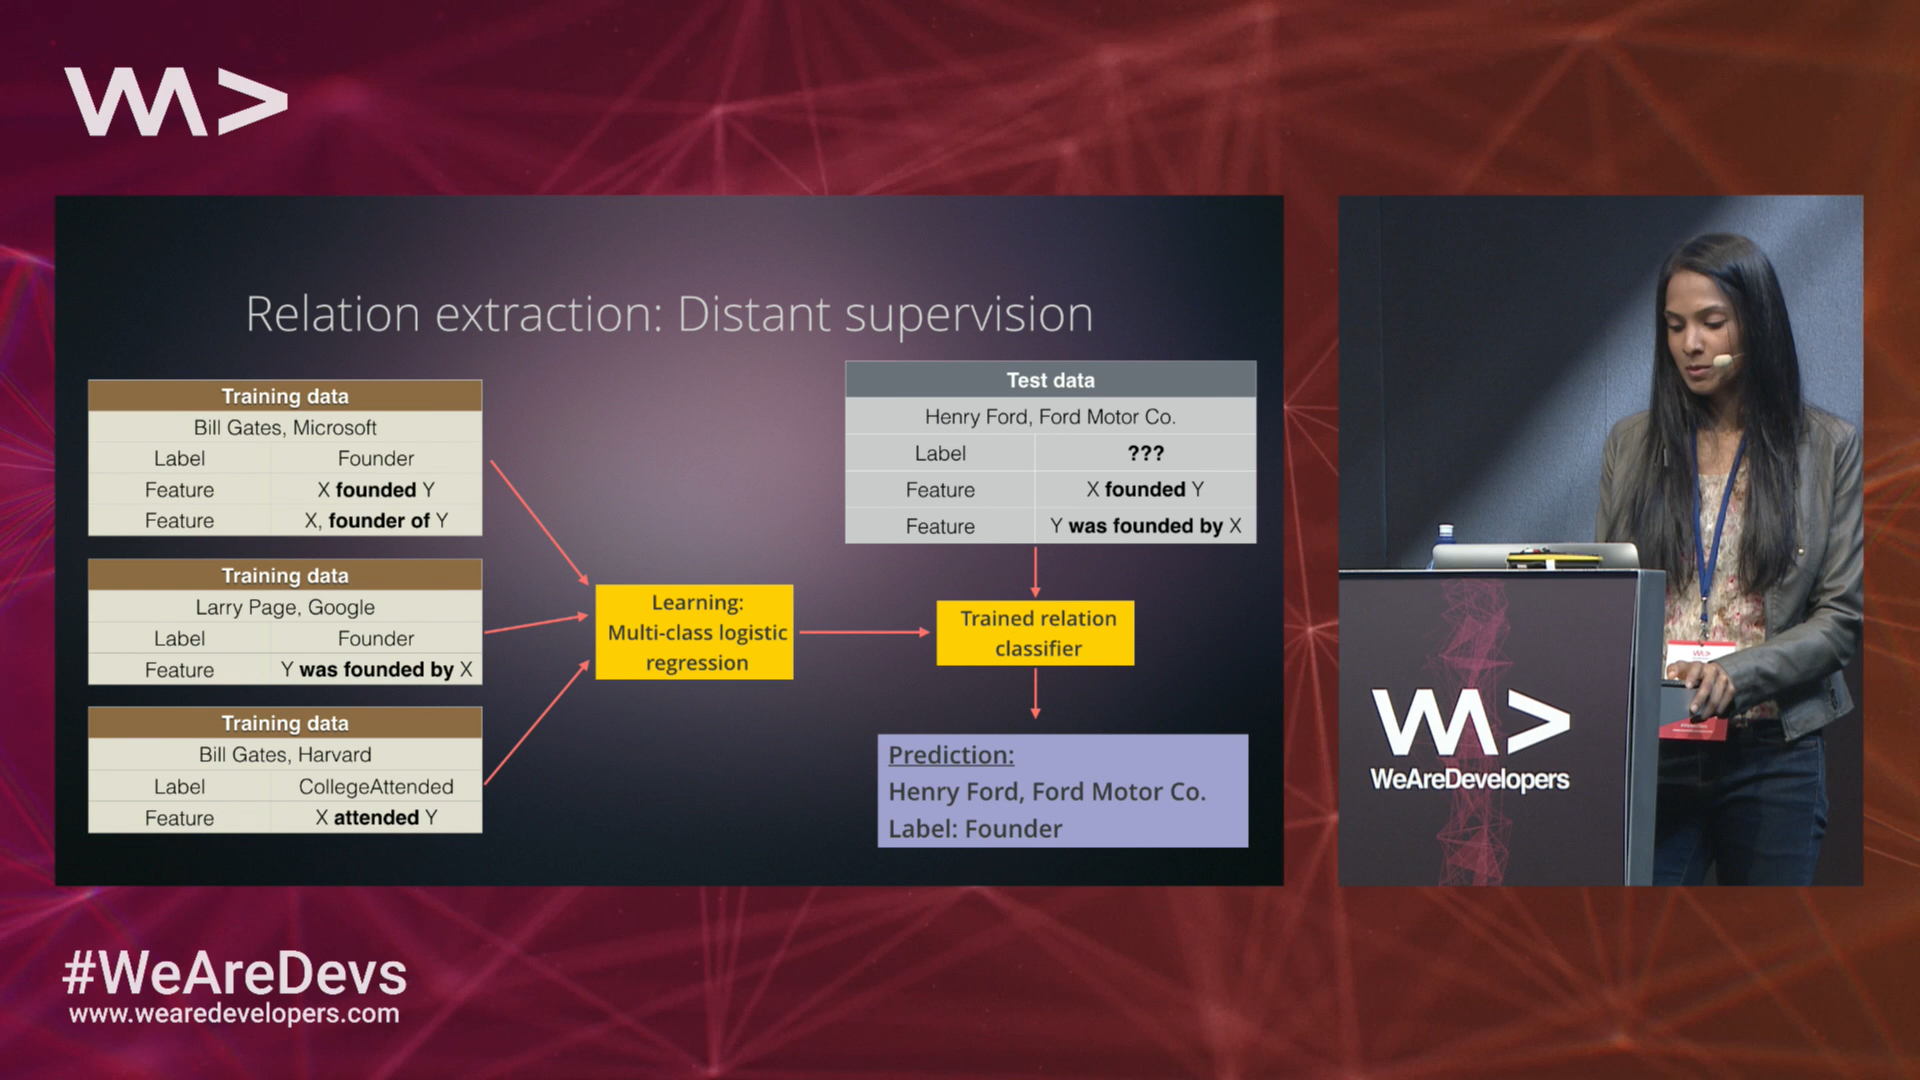 Relation extraction: Distant supervision
Training data
Bill Gates, Microsoft
Label Founder
Feature X founded Y
Feature X, founder of Y
Training data
Larry Page, Google
Label Founder
Feature Y was founded by X
Training data
Bill Gates, Harvard
Label CollegeAttended
Feature X attended Y
Learning:
Multi-class logistic
regression
Test data
Henry Ford, Ford Motor Co.
Label ???
Feature X founded Y
Feature Y was founded by X
Trained relation
classifier
Prediction:
Henry Ford, Ford Motor Co.
Label: Founder
WeAreDevelopers
#WeAreDevs
www.wearedevelopers.com